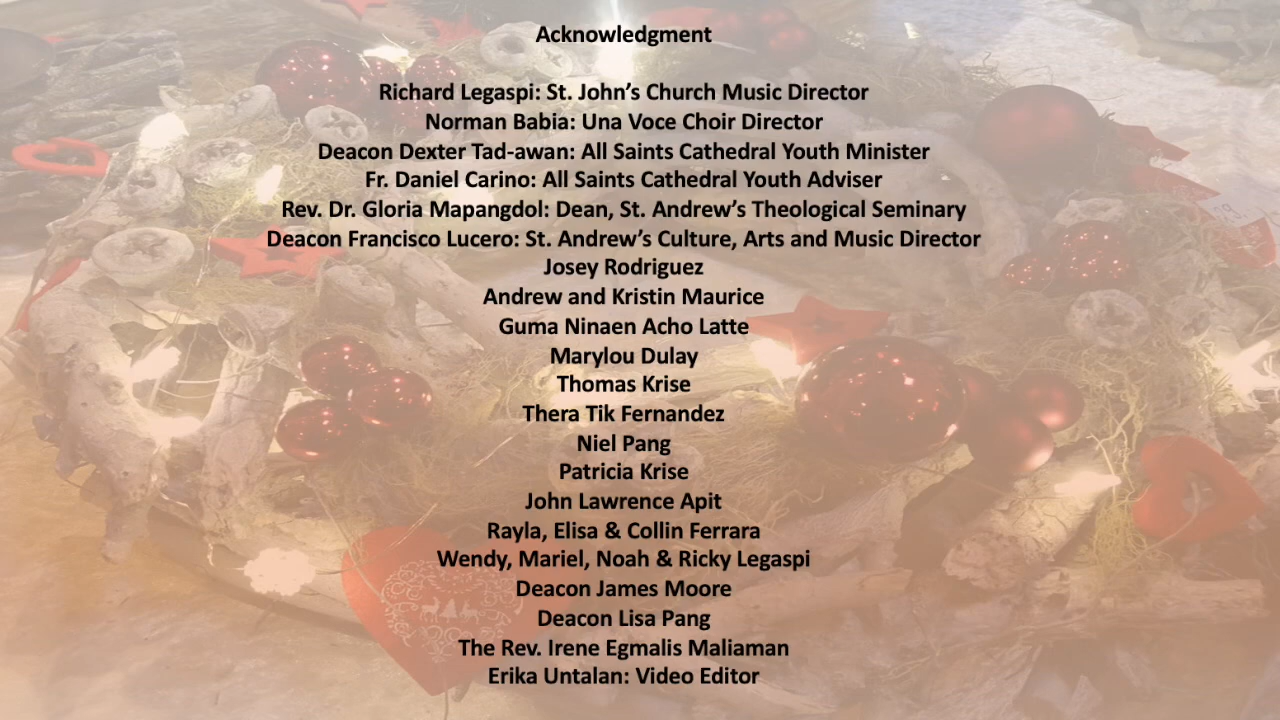 Acknowledgment
Richard Legaspi: St. John’s Church Music Director
Norman Babia: Una Voce Choir Director
Deacon Dexter Tad-awan: All Saints Cathedral Youth Minister
Fr. Daniel Carino: All Saints Cathedral Youth Adviser
Rev. Dr. Gloria Mapangdol: Dean, St. Andrew’s Theological Seminary
Deacon Francisco Lucero: St. Andrew’s Culture, Arts and Music Director
Josey Rodriguez
Andrew and Kristin Maurice
Guma Ninaen Acho Latte
Marylou Dulay
Thomas Krise
Thera Tik Fernandez
Niel Pang
Patricia Krise
John Lawrence Apit
Rayla, Elisa & Collin Ferrara
Wendy, Mariel, Noah & Ricky Legaspi
Deacon James Moore
Deacon Lisa Pang
The Rev. Irene Egmalis Maliaman
Erika Untalan: Video Editor